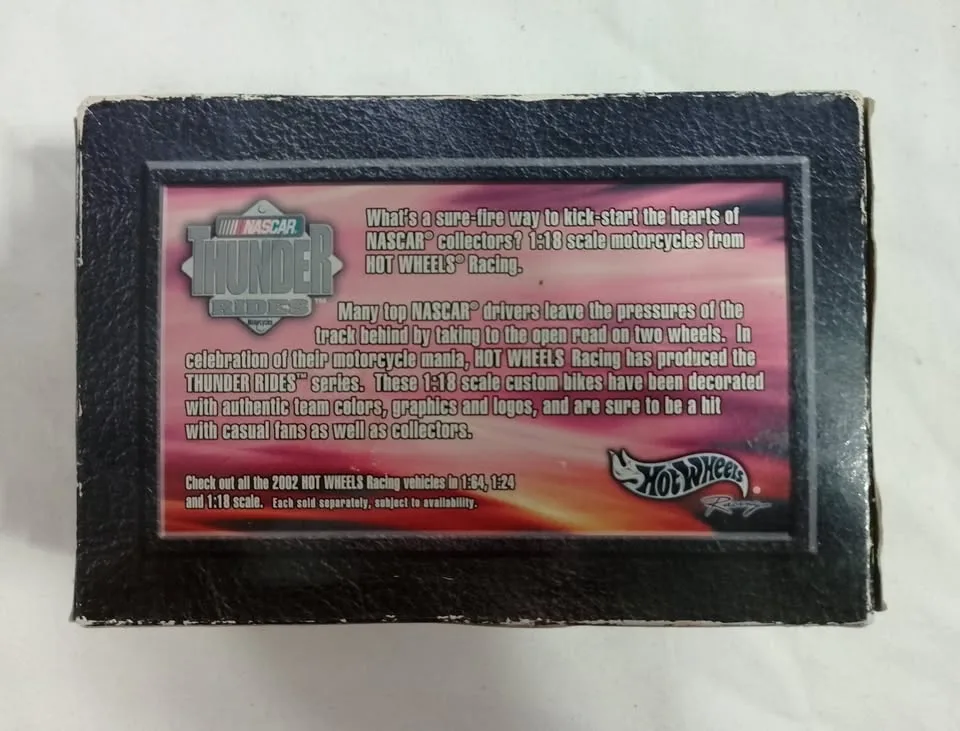 NASCAR®
THUNDER
RIDES™
Motorcycles
What's a sure-fire way to kick-start the hearts of
NASCAR® collectors? 1:18 scale motorcycles from
HOT WHEELS® Racing.
Many top NASCAR® drivers leave the pressures of the
track behind by taking to the open road on two wheels. In
celebration of their motorcycle mania, HOT WHEELS Racing has produced the
THUNDER RIDES™ series. These 1:18 scale custom bikes have been decorated
with authentic team colors, graphics and logos, and are sure to be a hit
with casual fans as well as collectors.
Check out all the 2002 HOT WHEELS Racing vehicles in 1:64, 1:24
and 1:18 scale. Each sold separately, subject to availability.
Hot Wheels®
Racing